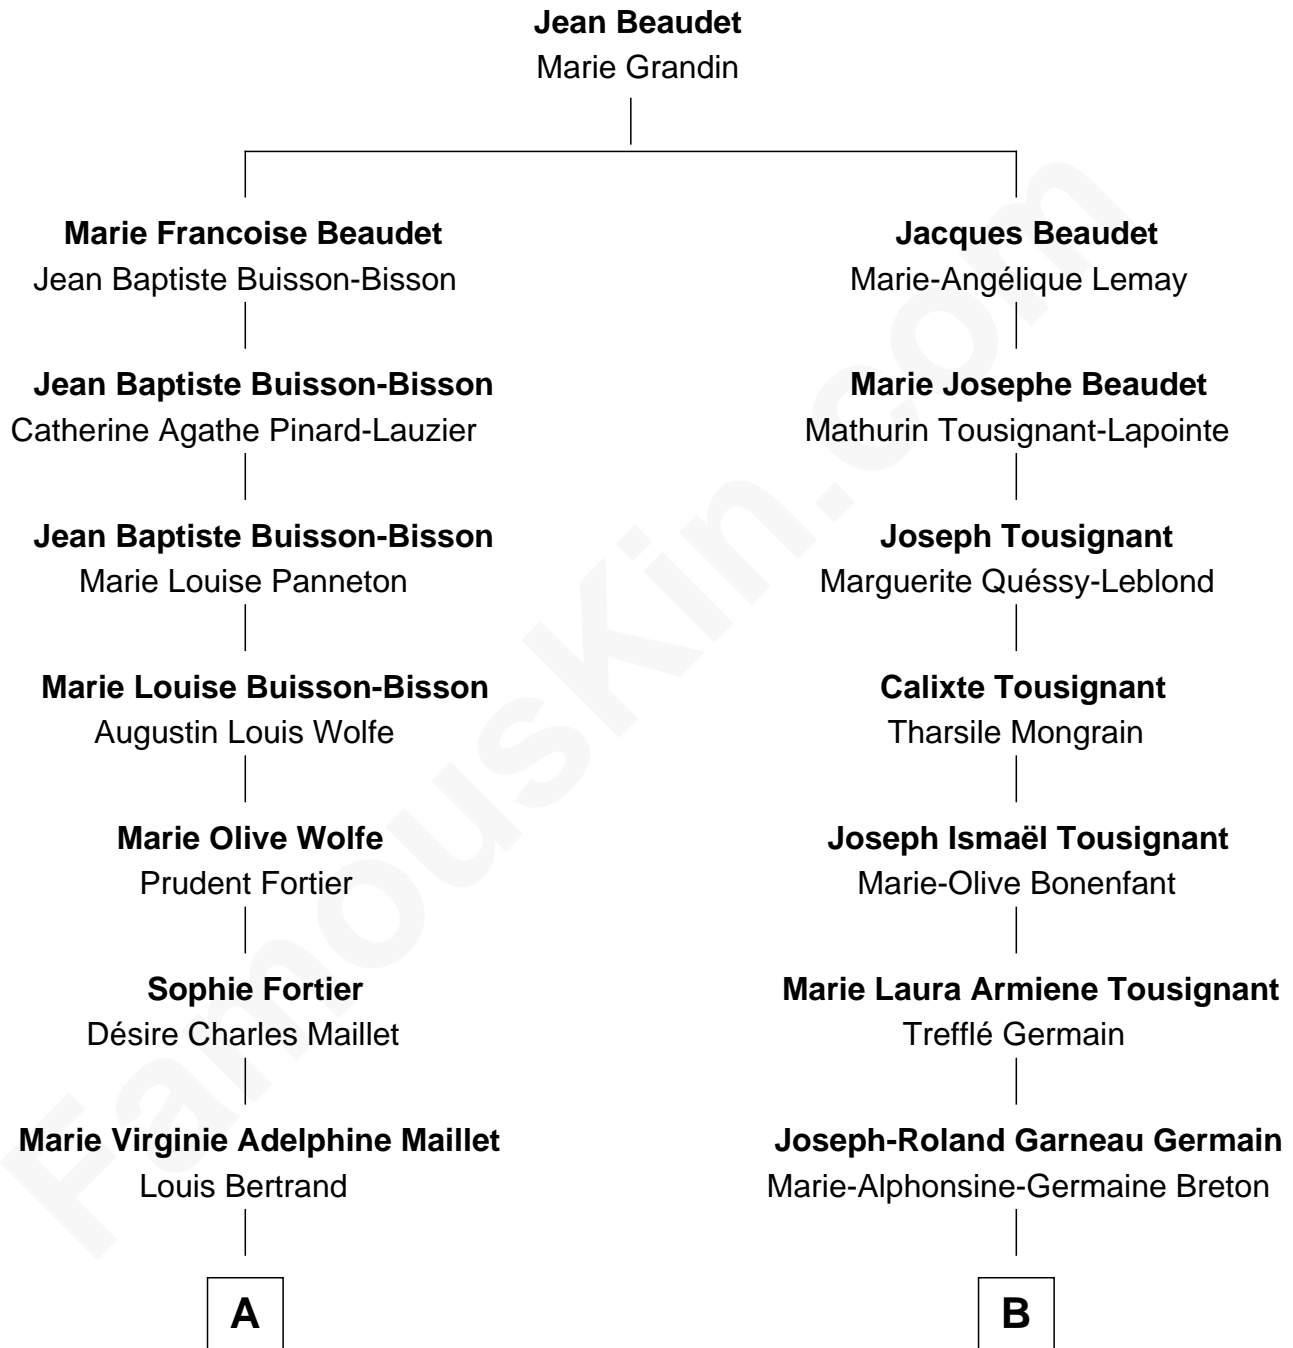 Jean Beaudet
Marie Grandin
Marie Francoise Beaudet
Jean Baptiste Buisson-Bisson
Jacques Beaudet
Marie-Angélique Lemay
Jean Baptiste Buisson-Bisson
Catherine Agathe Pinard-Lauzier
Marie Josephe Beaudet
Mathurin Tousignant-Lapointe
Jean Baptiste Buisson-Bisson
Marie Louise Panneton
Joseph Tousignant
Marguerite Quéssy-Leblond
Marie Louise Buisson-Bisson
Augustin Louis Wolfe
Calixte Tousignant
Tharsile Mongrain
Marie Olive Wolfe
Prudent Fortier
Joseph Ismaël Tousignant
Marie-Olive Bonenfant
Sophie Fortier
Désire Charles Maillet
Marie Laura Armiene Tousignant
Trefflé Germain
Marie Virginie Adelphine Maillet
Louis Bertrand
Joseph-Roland Garneau Germain
Marie-Alphonsine-Germaine Breton
A
B
FamousKin.com